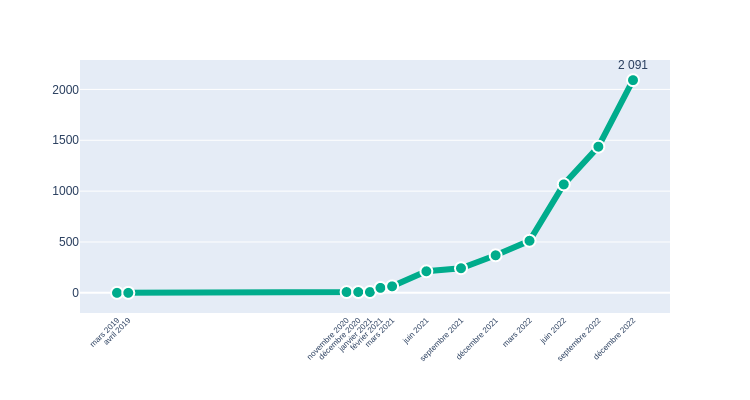 2 091
2000
1500
1000
500
0
mars 2019
avril 2019
novembre 2020
décembre 2020
janvier 2021
février 2021
mars 2021
juin 2021
septembre 2021
décembre 2021
mars 2022
juin 2022
septembre 2022
décembre 2022